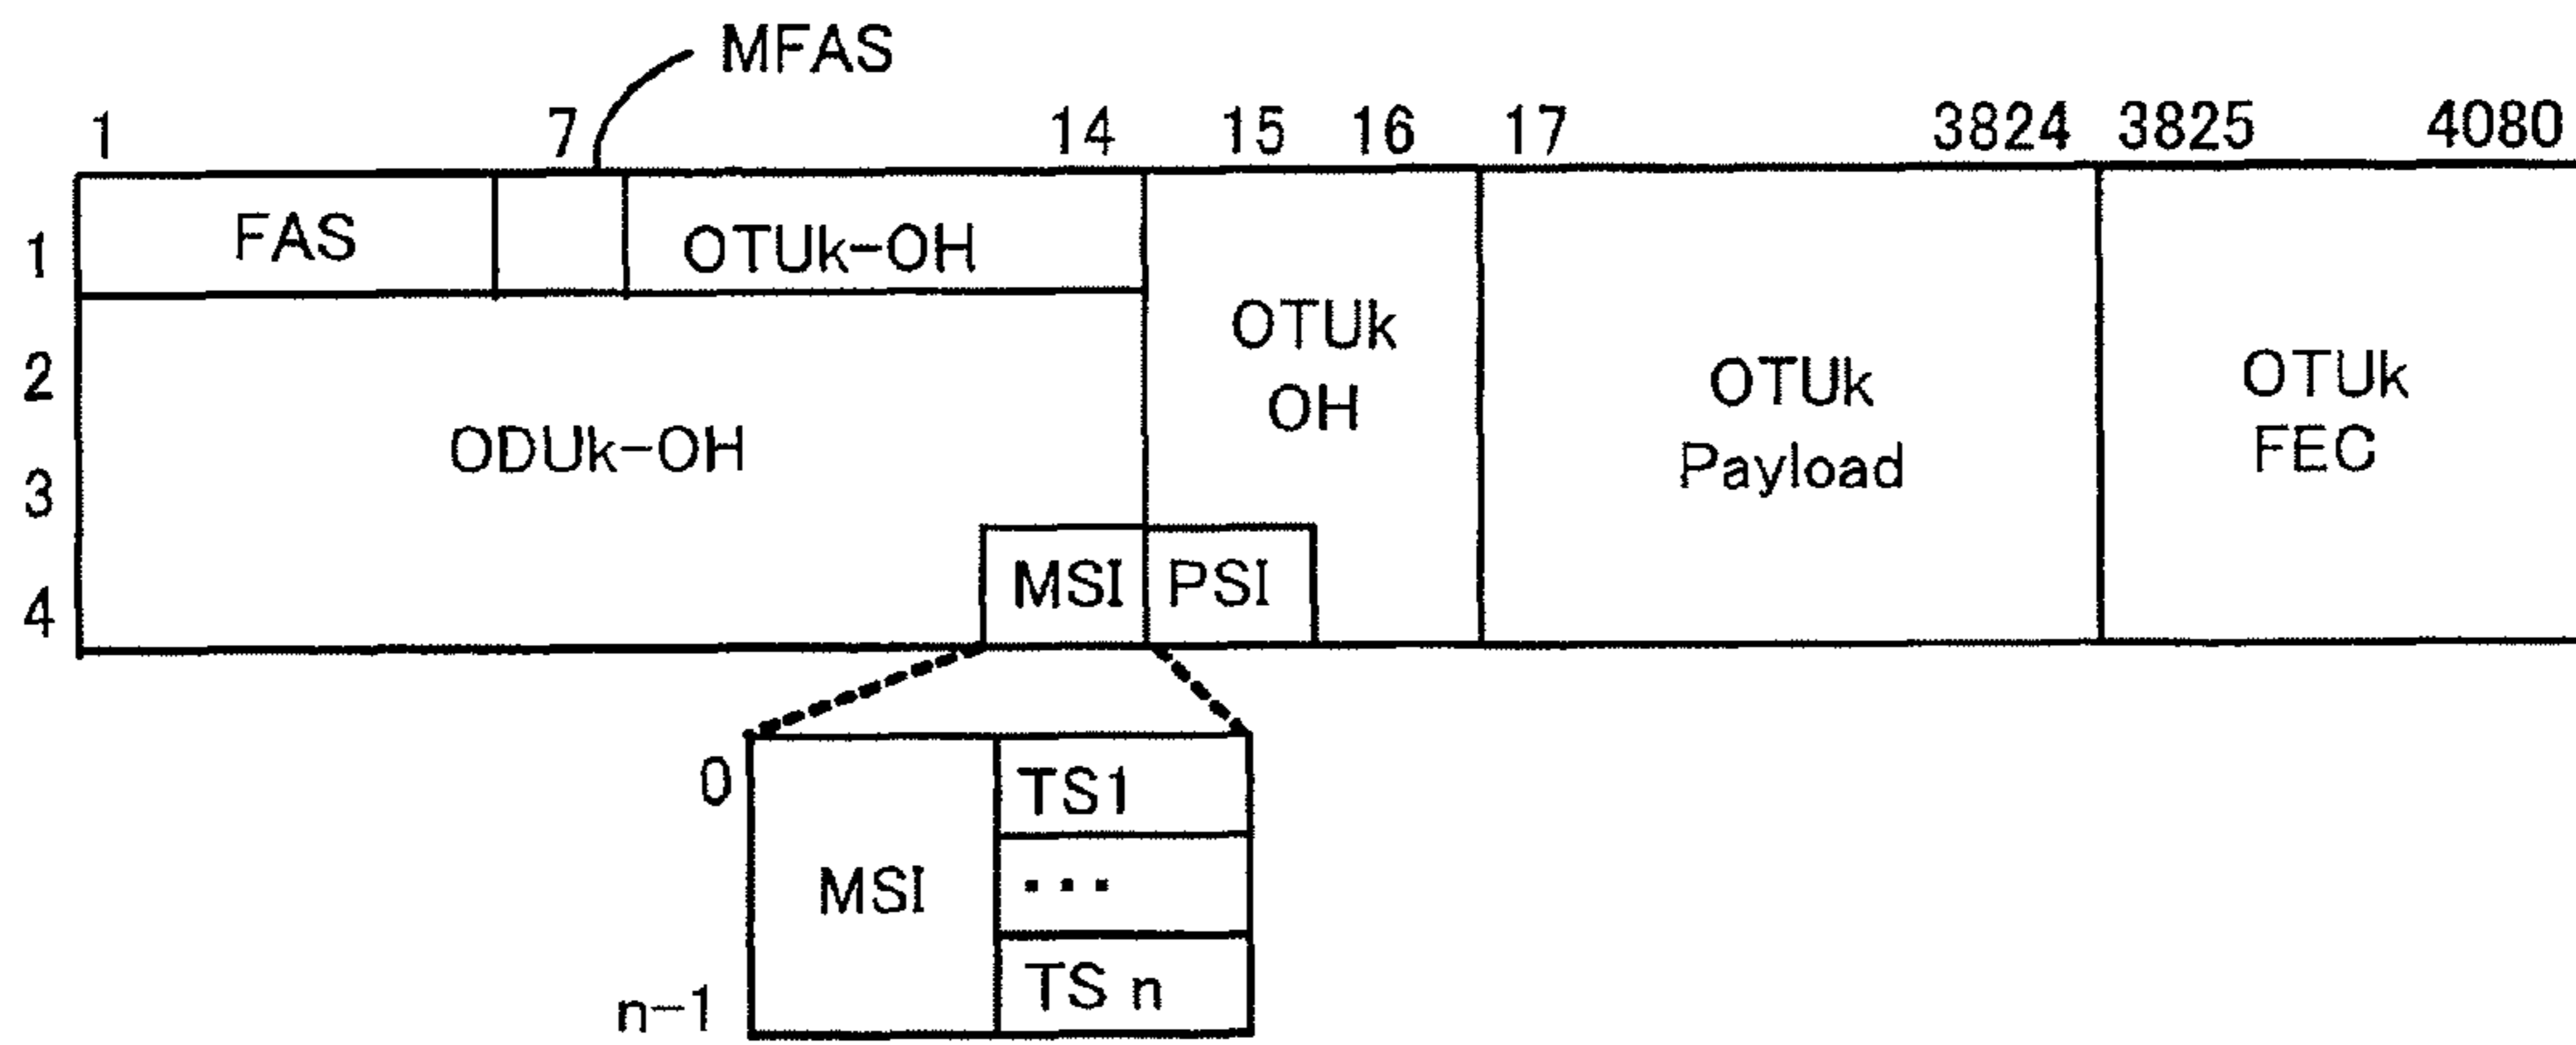 MFAS
1 7 14 15 16 17 3824 3825 4080
1 FAS OTUk-OH
OTUk
OH
2
OTUk
Payload
OTUk
FEC
ODUk-OH
3
MSI PSI
4
0 TS1
MSI ...
n-1 TS n